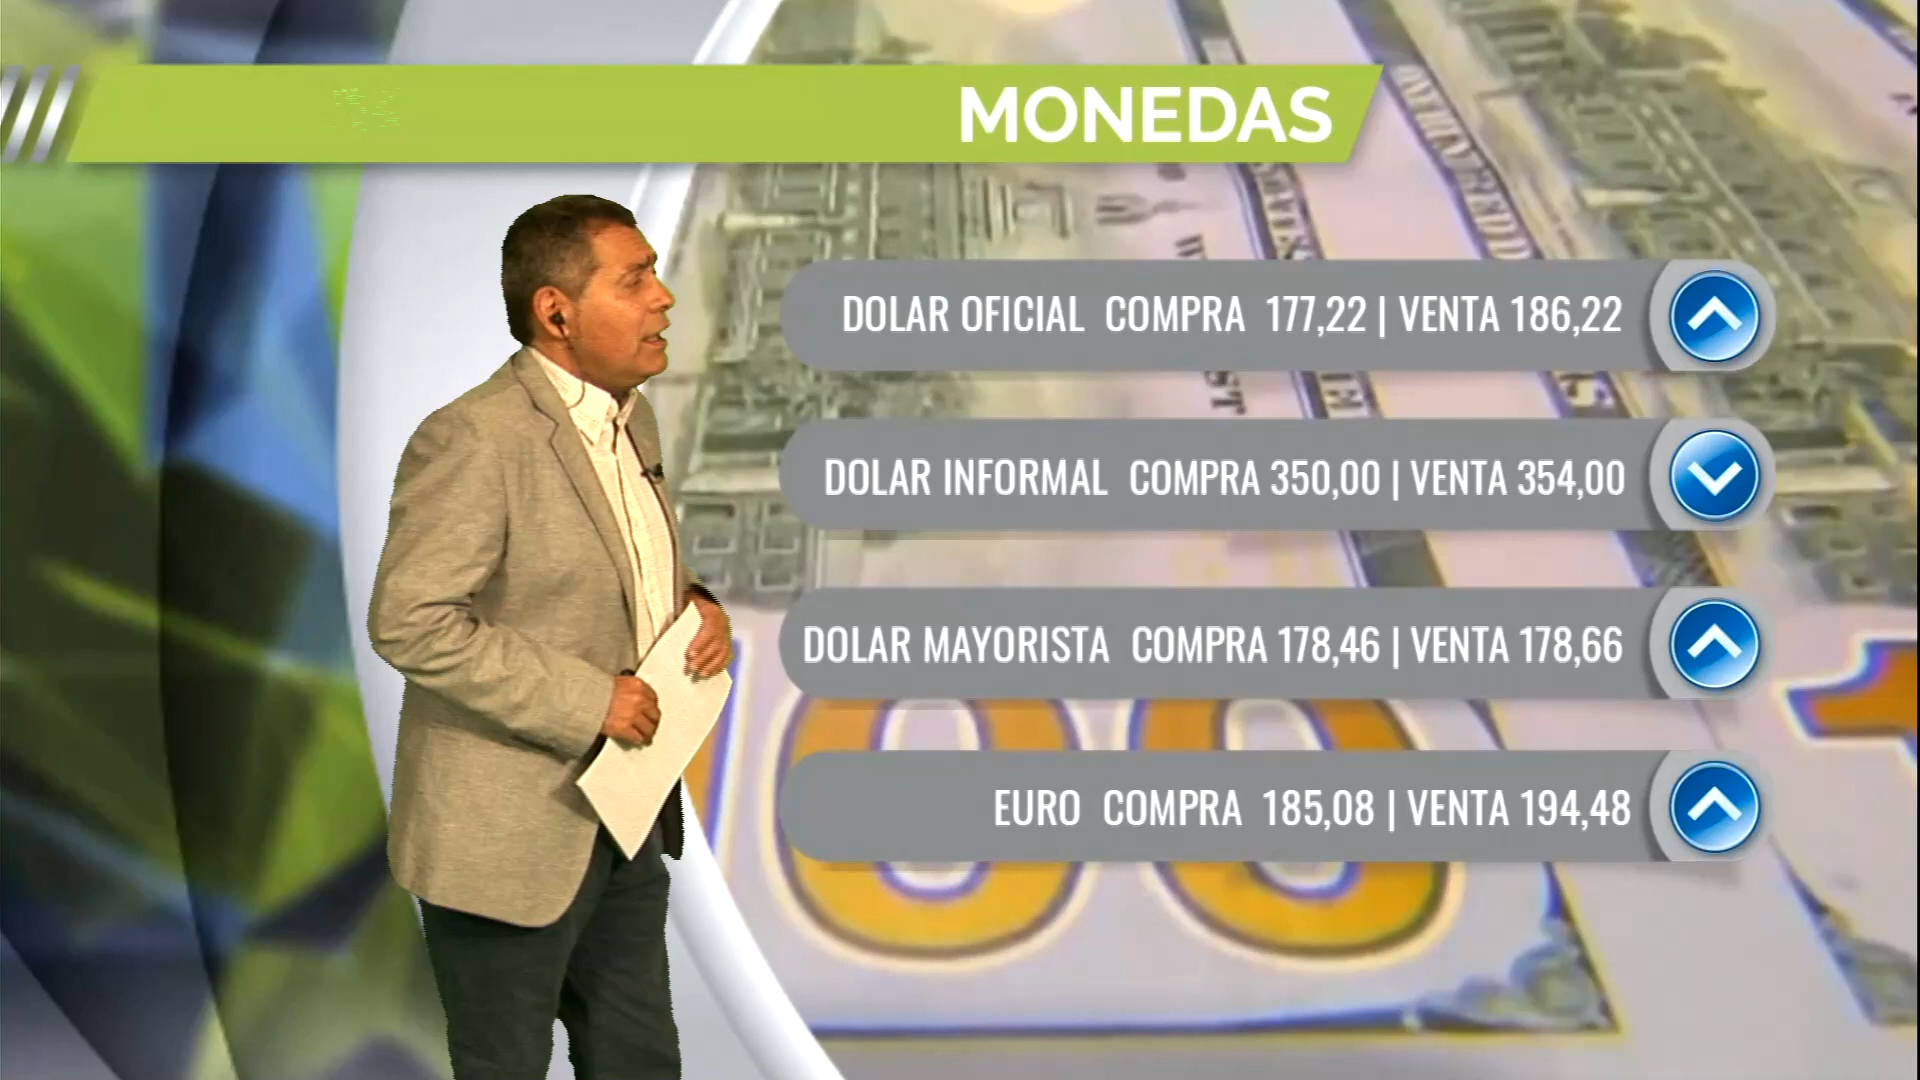 MONEDAS
DOLAR OFICIAL COMPRA 177,22 | VENTA 186,22
DOLAR INFORMAL COMPRA 350,00 | VENTA 354,00
DOLAR MAYORISTA COMPRA 178,46 | VENTA 178,66
EURO COMPRA 185,08 | VENTA 194,48